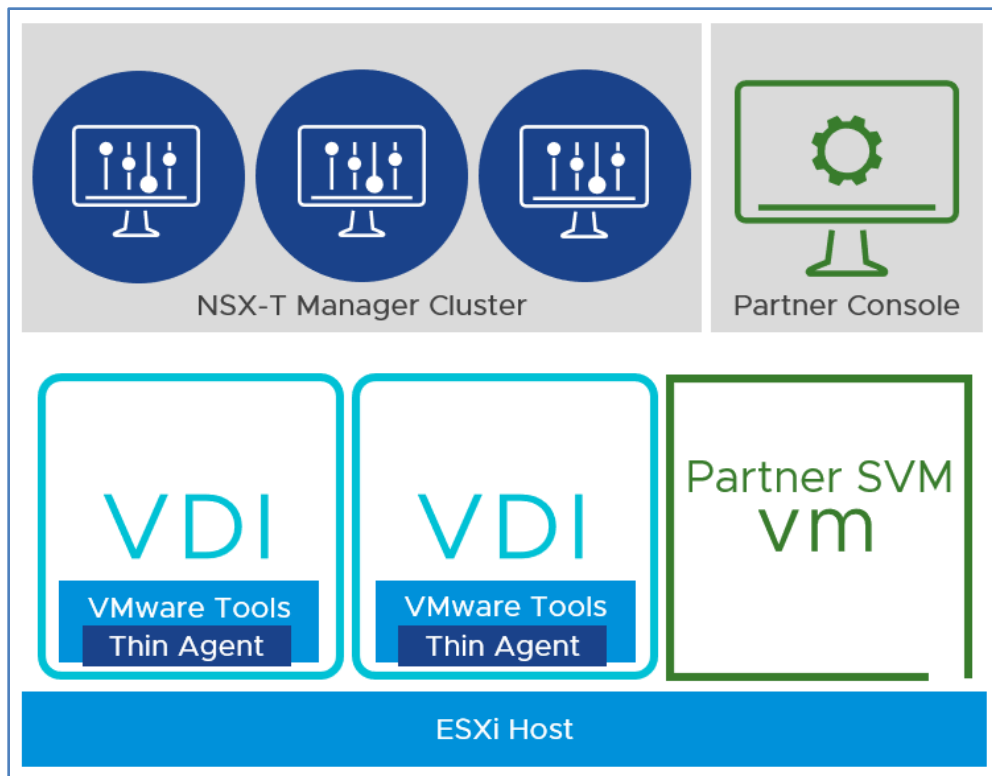 NSX-T Manager Cluster
Partner Console
VDI
VMware Tools
Thin Agent
VDI
VMware Tools
Thin Agent
Partner SVM
vm
ESXi Host